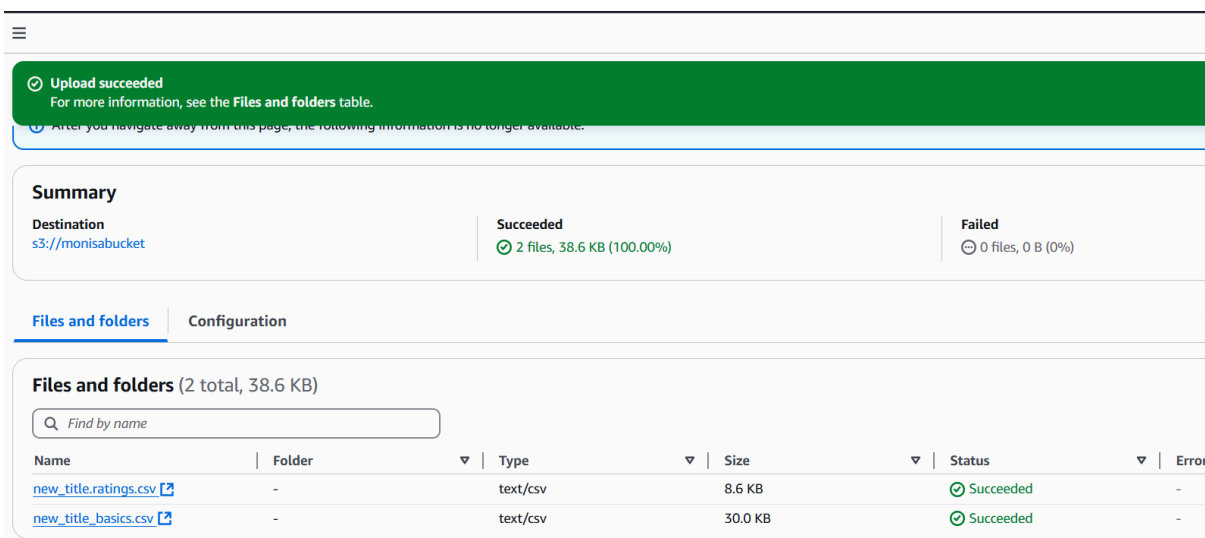 Upload succeeded
For more information, see the Files and folders table.
After you navigate away from this page, the following information is no longer available.
Summary
Destination
s3://monisabucket
Succeeded
2 files, 38.6 KB (100.00%)
Failed
0 files, 0 B (0%)
Files and folders Configuration
Files and folders (2 total, 38.6 KB)
Find by name
Name Folder Type Size Status Error
new_title.ratings.csv - text/csv 8.6 KB Succeeded -
new_title_basics.csv - text/csv 30.0 KB Succeeded -